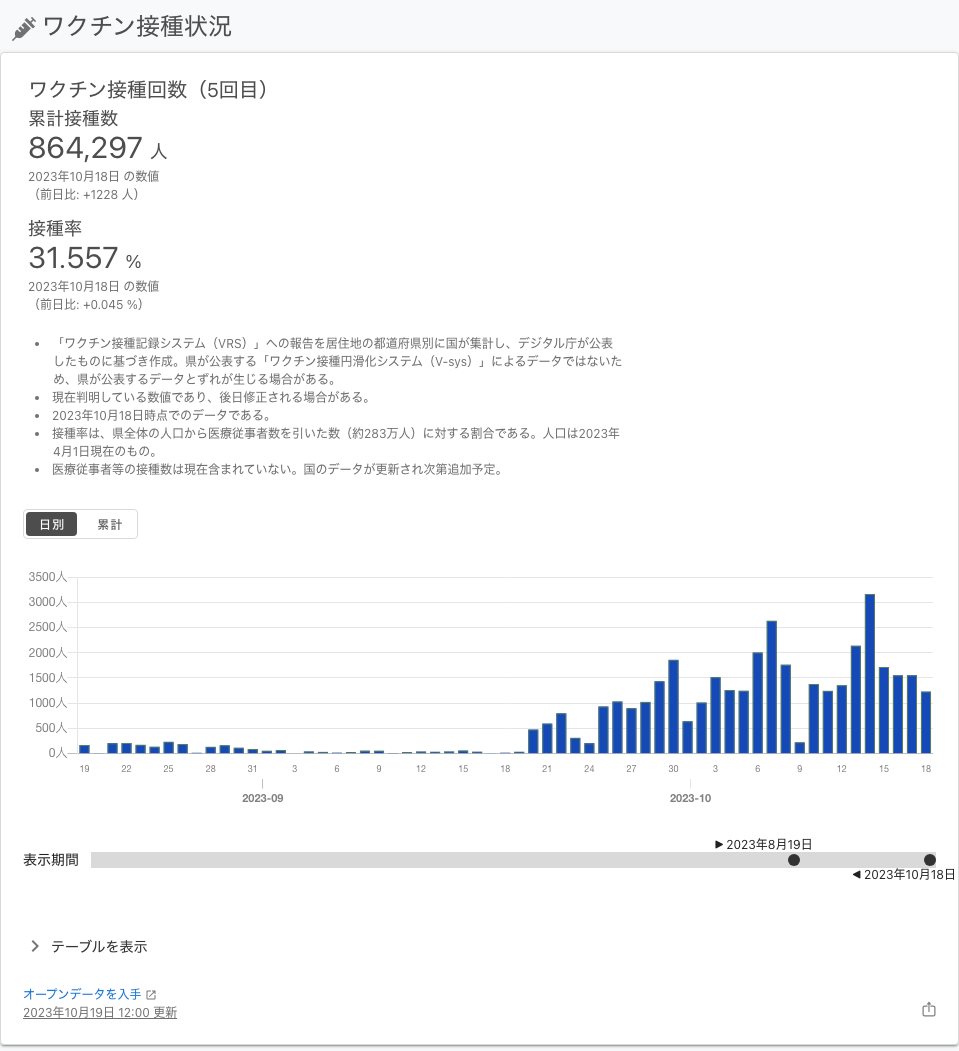 ワクチン接種状況
ワクチン接種回数（5回目）
累計接種数
864,297 人
2023年10月18日 の数値
（前日比: +1228 人）
接種率
31.557 %
2023年10月18日 の数値
（前日比: +0.045 %）
• 「ワクチン接種記録システム（VRS）」への報告を居住地の都道府県別に国が集計し、デジタル庁が公表
したものに基づき作成。県が公表する「ワクチン接種円滑化システム（V-sys）」によるデータではないた
め、県が公表するデータとずれが生じる場合がある。
• 現在判明している数値であり、後日修正される場合がある。
• 2023年10月18日時点でのデータである。
• 接種率は、県全体の人口から医療従事者数を引いた数（約283万人）に対する割合である。人口は2023年
4月1日現在のもの。
• 医療従事者等の接種数は現在含まれていない。国のデータが更新され次第追加予定。
日別 累計
3500人
3000人
2500人
2000人
1500人
1000人
500人
0人
19 22 25 28 31 3 6 9 12 15 18 21 24 27 30 3 6 9 12 15 18
2023-09 2023-10
▶ 2023年8月19日
表示期間
◀ 2023年10月18日
テーブルを表示
オープンデータを入手
2023年10月19日 12:00 更新